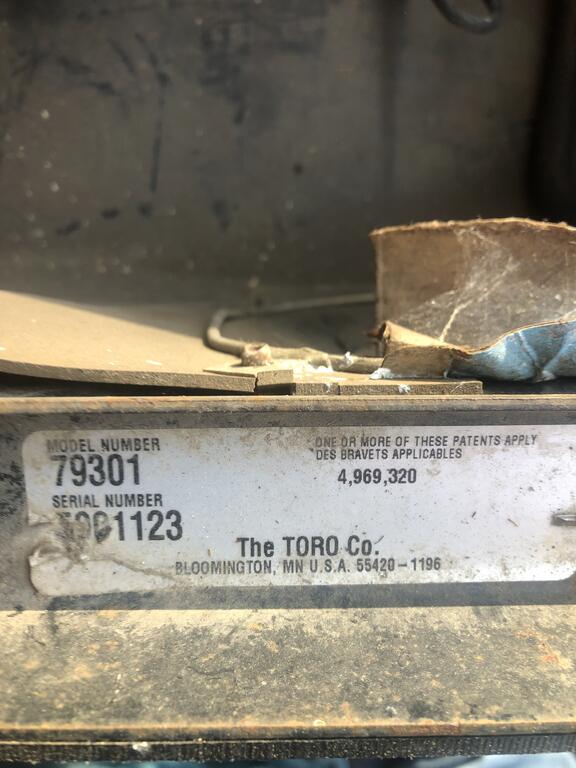 MODEL NUMBER
79301
SERIAL NUMBER
ONE OR MORE OF THESE PATENTS APPLY
DES BRAVETS APPLICABLES
4,969,320
The TORO Co.
BLOOMINGTON, MN U.S.A. 55420-1196